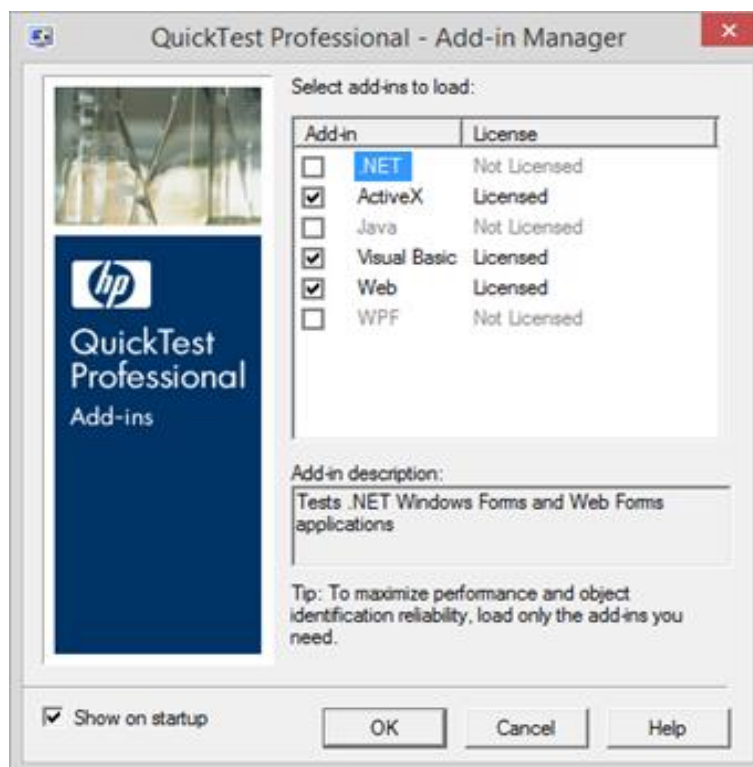 QuickTest Professional - Add-in Manager
Select add-ins to load:
Add-in License
.NET Not Licensed
ActiveX Licensed
Java Not Licensed
Visual Basic Licensed
Web Licensed
WPF Not Licensed
hp
QuickTest
Professional
Add-ins
Add-in description:
Tests .NET Windows Forms and Web Forms
applications
Tip: To maximize performance and object
identification reliability, load only the add-ins you
need.
Show on startup
OK Cancel Help